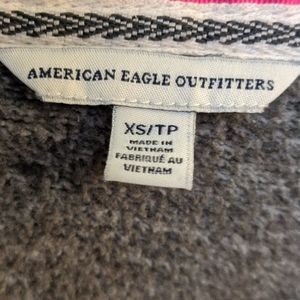 AMERICAN EAGLE OUTFITTERS
XS/TP
MADE IN
VIETNAM
FABRIQUÉ AU
VIETNAM